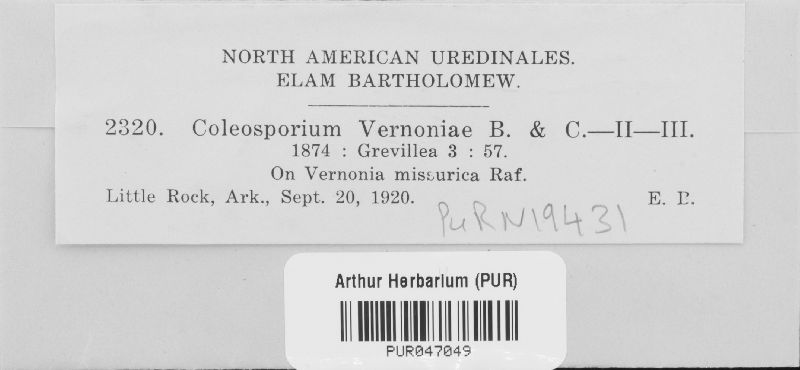 NORTH AMERICAN UREDINALES.
ELAM BARTHOLOMEW.
2320. Coleosporium Vernoniae B. & C.—II—III.
1874 : Grevillea 3 : 57.
On Vernonia missurica Raf.
Little Rock, Ark., Sept. 20, 1920. E. B.
PURN19431
Arthur Herbarium (PUR)
PUR047049